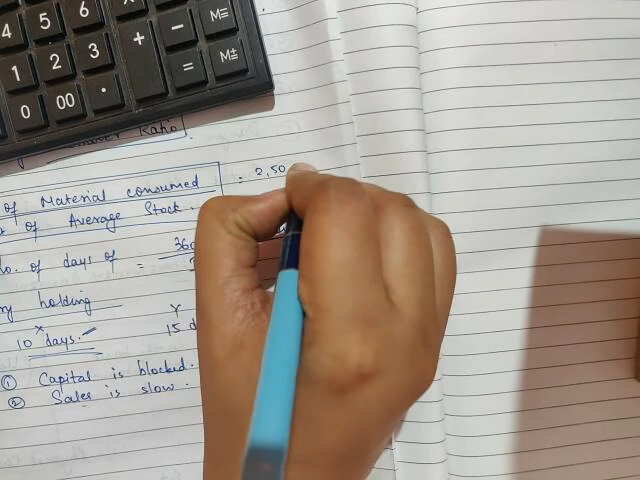 4 5 6 × M=
1 2 3 + − M±
0 00 . =
Ratio
of Material consumed = 2,50
of Average Stock.
No. of days of = 360
holding
X Y
10 days. 15 d
① Capital is blocked.
② Sales is slow.